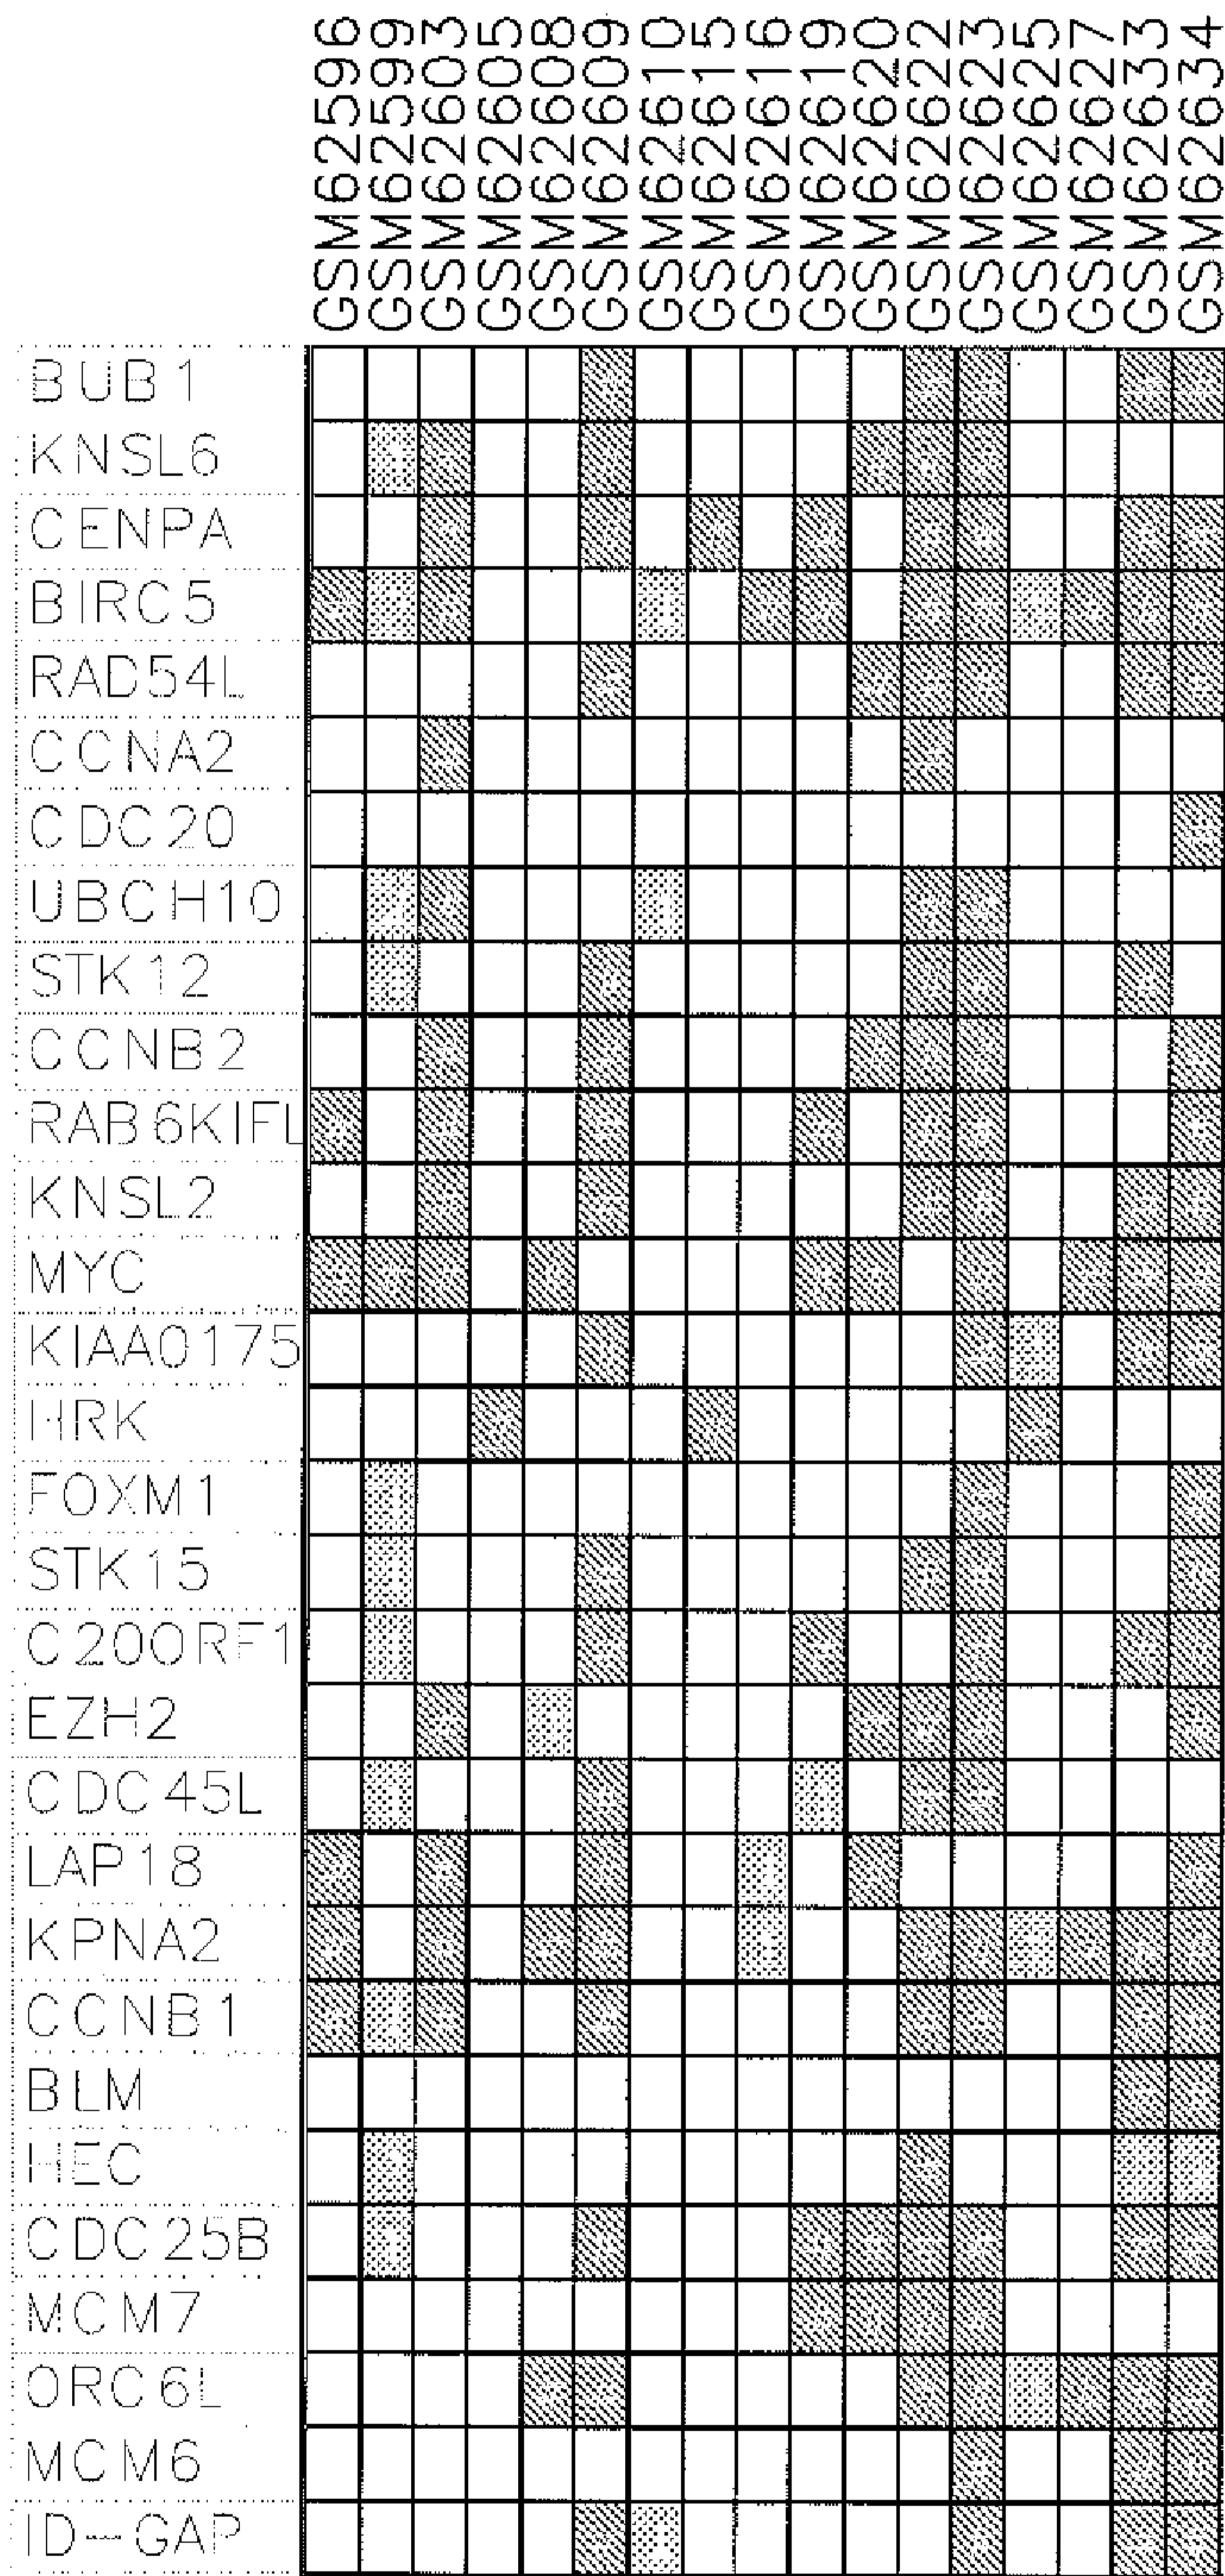 GSM62596
GSM62599
GSM62603
GSM62605
GSM62608
GSM62609
GSM62610
GSM62615
GSM62616
GSM62619
GSM62620
GSM62622
GSM62623
GSM62625
GSM62627
GSM62633
GSM62634
BUB1
KNSL6
CENPA
BIRC5
RAD54L
CCNA2
CDC20
UBCH10
STK12
CCNB2
RAB6KIFL
KNSL2
MYC
KIAA0175
HRK
FOXM1
STK15
C20ORF1
EZH2
CDC45L
LAP18
KPNA2
CCNB1
BLM
HEC
CDC25B
MCM7
ORC6L
MCM6
ID-GAP